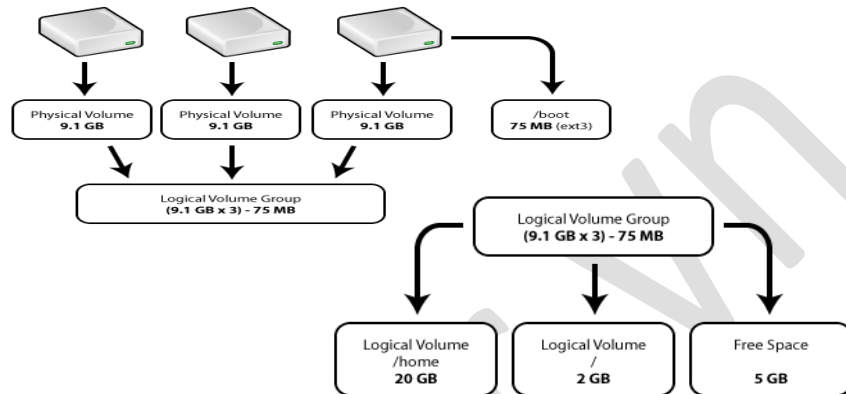 Physical Volume
9.1 GB
Physical Volume
9.1 GB
Physical Volume
9.1 GB
/boot
75 MB (ext3)
Logical Volume Group
(9.1 GB x 3) - 75 MB
Logical Volume Group
(9.1 GB x 3) - 75 MB
Logical Volume
/home
20 GB
Logical Volume
/
2 GB
Free Space
5 GB